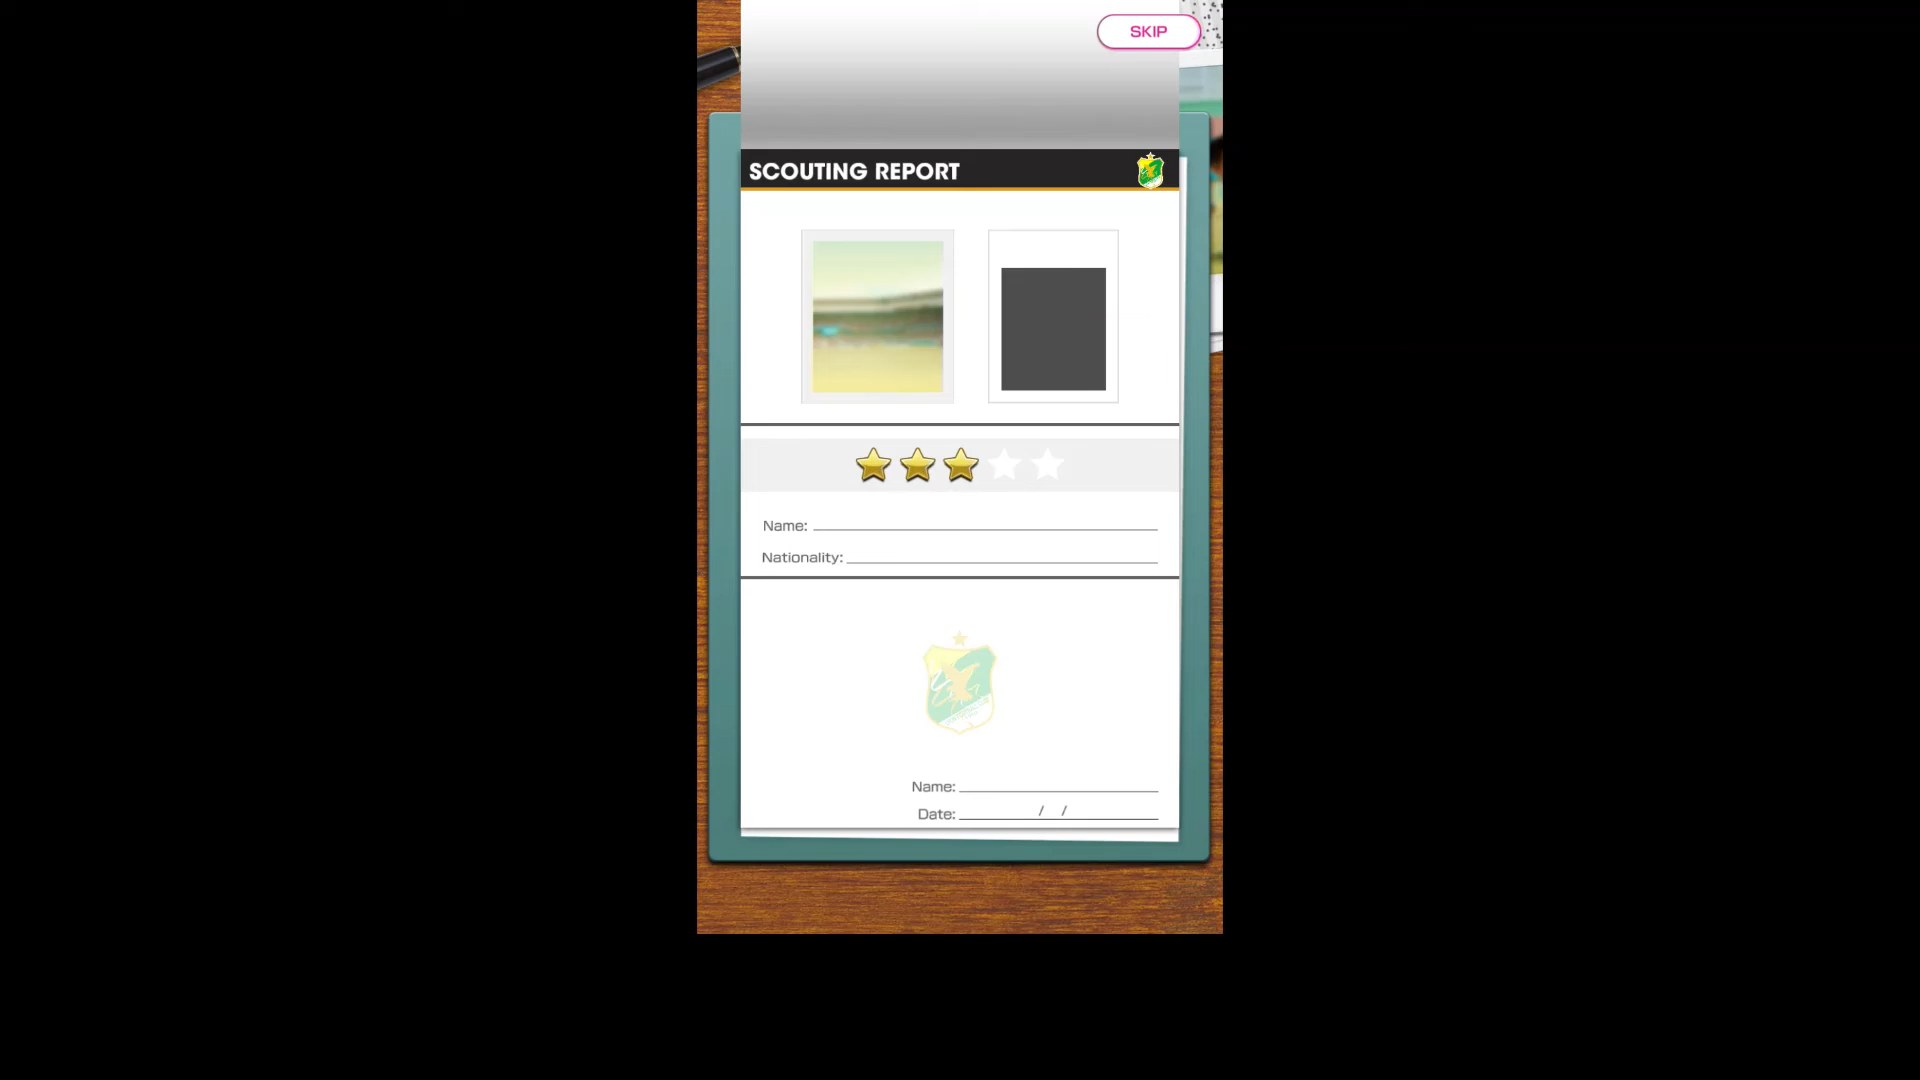 SKIP
SCOUTING REPORT
Name:
Nationality:
Name:
Date: / /